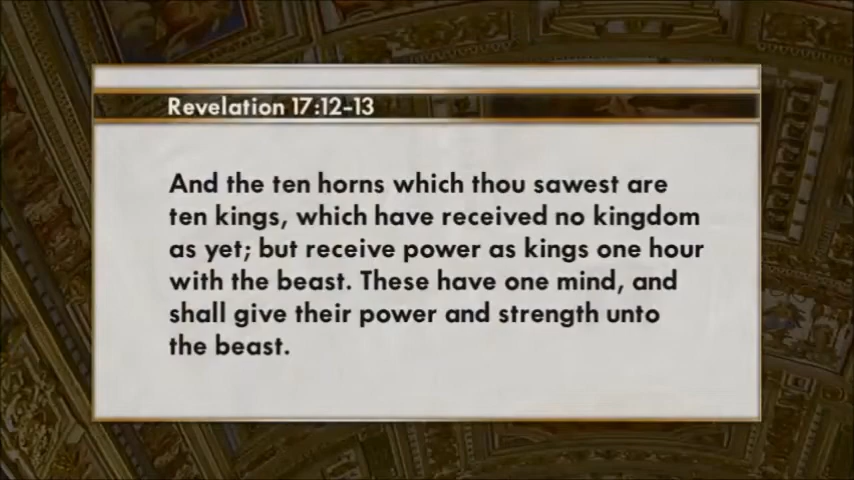 Revelation 17:12-13
And the ten horns which thou sawest are
ten kings, which have received no kingdom
as yet; but receive power as kings one hour
with the beast. These have one mind, and
shall give their power and strength unto
the beast.